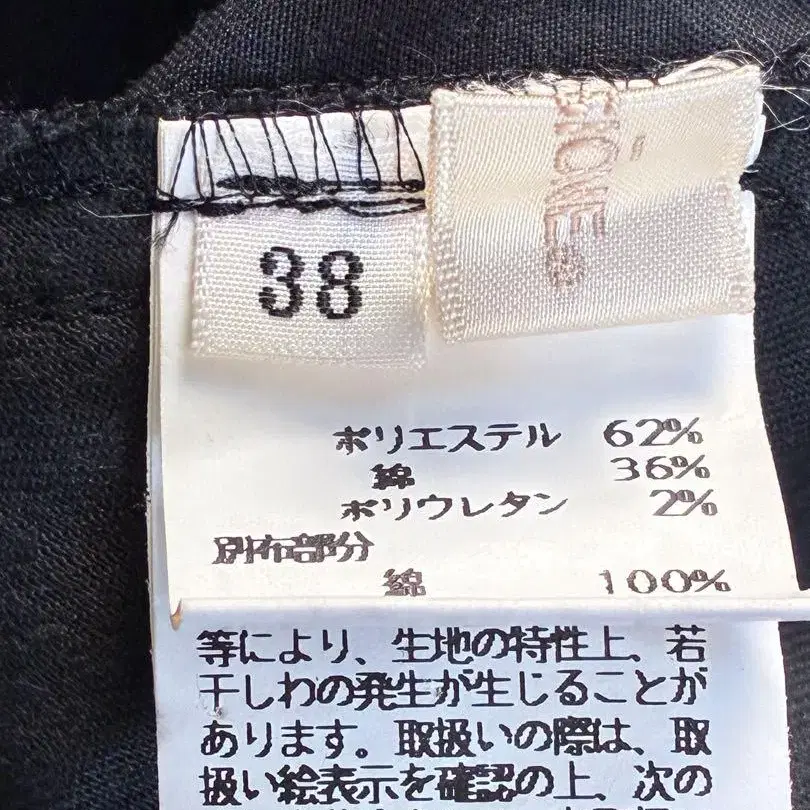 38
ポリエステル 62%
綿 36%
ポリウレタン 2%
別布部分
綿 100%
等により、生地の特性上、若
干しわの発生が生じることが
あります。取扱いの際は、取
扱い絵表示を確認の上、次の